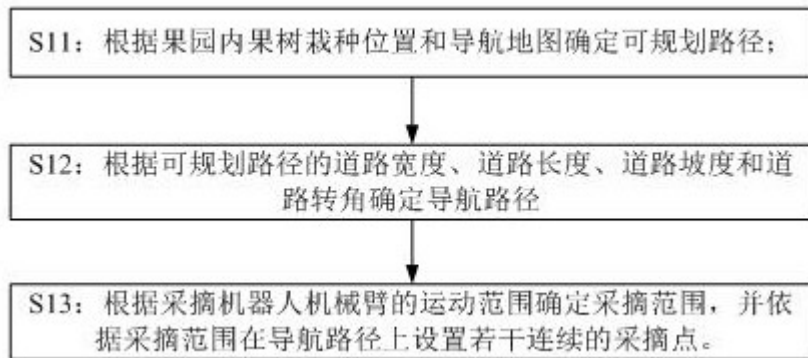 S11：根据果园内果树栽种位置和导航地图确定可规划路径；
S12：根据可规划路径的道路宽度、道路长度、道路坡度和道
路转角确定导航路径
S13：根据采摘机器人机械臂的运动范围确定采摘范围，并依
据采摘范围在导航路径上设置若干连续的采摘点。